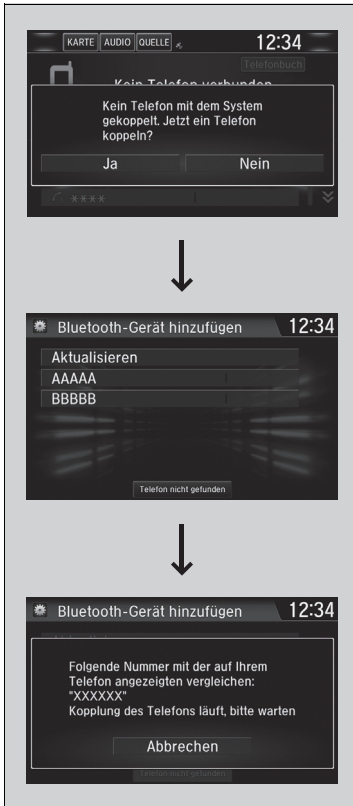 KARTE AUDIO QUELLE 12:34
Telefonbuch
Kein Telefon verbunden
Kein Telefon mit dem System
gekoppelt. Jetzt ein Telefon
koppeln?
Ja Nein
****
Bluetooth-Gerät hinzufügen 12:34
Aktualisieren
AAAAA
BBBBB
Telefon nicht gefunden
Bluetooth-Gerät hinzufügen 12:34
Folgende Nummer mit der auf Ihrem
Telefon angezeigten vergleichen:
"XXXXXX"
Kopplung des Telefons läuft, bitte warten
Abbrechen
Telefon nicht gefunden